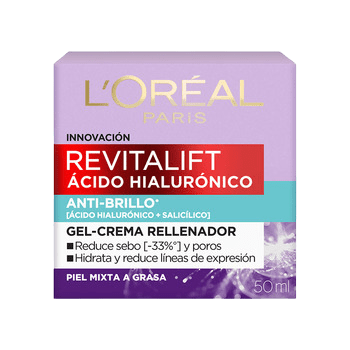 L'ORÉAL
PARIS
INNOVACIÓN
REVITALIFT
ÁCIDO HIALURÓNICO
ANTI-BRILLO*
[ÁCIDO HIALURÓNICO + SALICÍLICO]
GEL-CREMA RELLENADOR
■Reduce sebo [-33%°] y poros
■Hidrata y reduce líneas de expresión
PIEL MIXTA A GRASA
50 ml